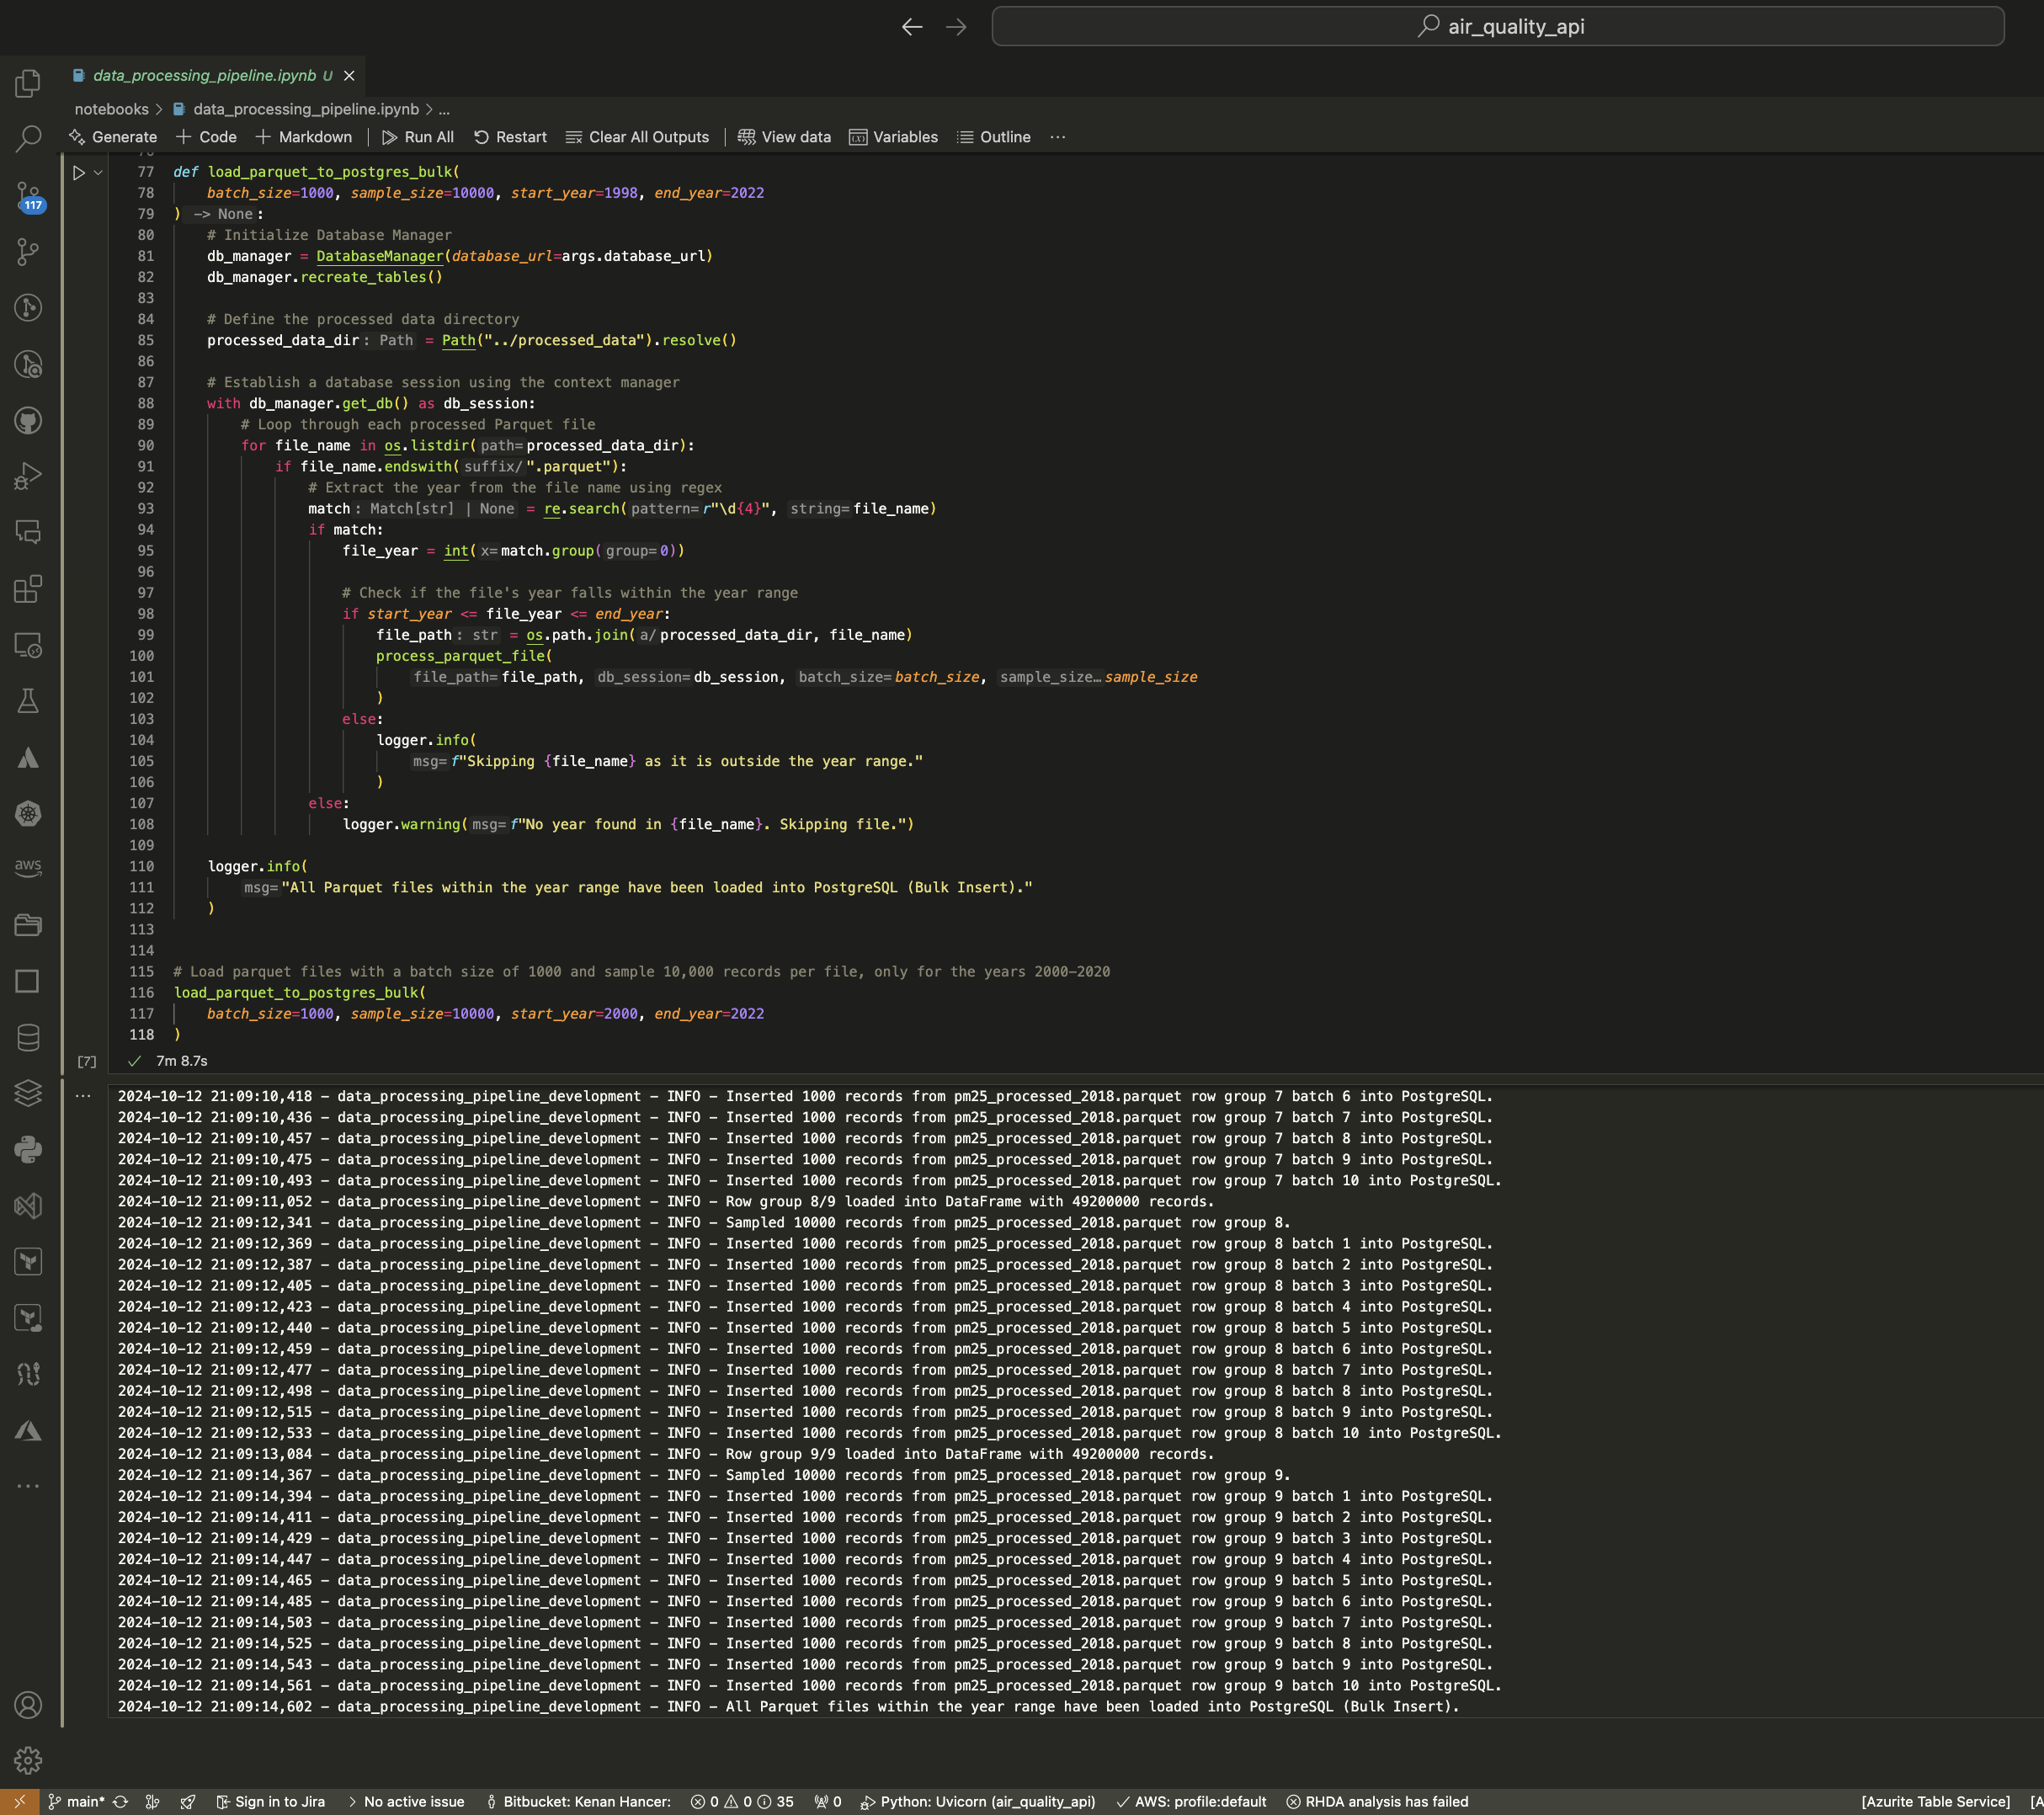 air_quality_api
data_processing_pipeline.ipynb U
notebooks > data_processing_pipeline.ipynb > ...
Generate + Code + Markdown | Run All Restart Clear All Outputs | View data Variables Outline ...
77 def load_parquet_to_postgres_bulk(
78 batch_size=1000, sample_size=10000, start_year=1998, end_year=2022
79 ) -> None:
80 # Initialize Database Manager
81 db_manager = DatabaseManager(database_url=args.database_url)
82 db_manager.recreate_tables()
83
84 # Define the processed data directory
85 processed_data_dir: Path = Path("../processed_data").resolve()
86
87 # Establish a database session using the context manager
88 with db_manager.get_db() as db_session:
89 # Loop through each processed Parquet file
90 for file_name in os.listdir(path=processed_data_dir):
91 if file_name.endswith(suffix/".parquet"):
92 # Extract the year from the file name using regex
93 match: Match[str] | None = re.search(pattern=r"\d{4}", string=file_name)
94 if match:
95 file_year = int(x=match.group(group=0))
96
97 # Check if the file's year falls within the year range
98 if start_year <= file_year <= end_year:
99 file_path: str = os.path.join(a/processed_data_dir, file_name)
100 process_parquet_file(
101 file_path=file_path, db_session=db_session, batch_size=batch_size, sample_size…sample_size
102 )
103 else:
104 logger.info(
105 msg=f"Skipping {file_name} as it is outside the year range."
106 )
107 else:
108 logger.warning(msg=f"No year found in {file_name}. Skipping file.")
109
110 logger.info(
111 msg="All Parquet files within the year range have been loaded into PostgreSQL (Bulk Insert)."
112 )
113
114
115 # Load parquet files with a batch size of 1000 and sample 10,000 records per file, only for the years 2000-2020
116 load_parquet_to_postgres_bulk(
117 batch_size=1000, sample_size=10000, start_year=2000, end_year=2022
118 )
[7] 7m 8.7s
2024-10-12 21:09:10,418 - data_processing_pipeline_development - INFO - Inserted 1000 records from pm25_processed_2018.parquet row group 7 batch 6 into PostgreSQL.
2024-10-12 21:09:10,436 - data_processing_pipeline_development - INFO - Inserted 1000 records from pm25_processed_2018.parquet row group 7 batch 7 into PostgreSQL.
2024-10-12 21:09:10,457 - data_processing_pipeline_development - INFO - Inserted 1000 records from pm25_processed_2018.parquet row group 7 batch 8 into PostgreSQL.
2024-10-12 21:09:10,475 - data_processing_pipeline_development - INFO - Inserted 1000 records from pm25_processed_2018.parquet row group 7 batch 9 into PostgreSQL.
2024-10-12 21:09:10,493 - data_processing_pipeline_development - INFO - Inserted 1000 records from pm25_processed_2018.parquet row group 7 batch 10 into PostgreSQL.
2024-10-12 21:09:11,052 - data_processing_pipeline_development - INFO - Row group 8/9 loaded into DataFrame with 49200000 records.
2024-10-12 21:09:12,341 - data_processing_pipeline_development - INFO - Sampled 10000 records from pm25_processed_2018.parquet row group 8.
2024-10-12 21:09:12,369 - data_processing_pipeline_development - INFO - Inserted 1000 records from pm25_processed_2018.parquet row group 8 batch 1 into PostgreSQL.
2024-10-12 21:09:12,387 - data_processing_pipeline_development - INFO - Inserted 1000 records from pm25_processed_2018.parquet row group 8 batch 2 into PostgreSQL.
2024-10-12 21:09:12,405 - data_processing_pipeline_development - INFO - Inserted 1000 records from pm25_processed_2018.parquet row group 8 batch 3 into PostgreSQL.
2024-10-12 21:09:12,423 - data_processing_pipeline_development - INFO - Inserted 1000 records from pm25_processed_2018.parquet row group 8 batch 4 into PostgreSQL.
2024-10-12 21:09:12,440 - data_processing_pipeline_development - INFO - Inserted 1000 records from pm25_processed_2018.parquet row group 8 batch 5 into PostgreSQL.
2024-10-12 21:09:12,459 - data_processing_pipeline_development - INFO - Inserted 1000 records from pm25_processed_2018.parquet row group 8 batch 6 into PostgreSQL.
2024-10-12 21:09:12,477 - data_processing_pipeline_development - INFO - Inserted 1000 records from pm25_processed_2018.parquet row group 8 batch 7 into PostgreSQL.
2024-10-12 21:09:12,498 - data_processing_pipeline_development - INFO - Inserted 1000 records from pm25_processed_2018.parquet row group 8 batch 8 into PostgreSQL.
2024-10-12 21:09:12,515 - data_processing_pipeline_development - INFO - Inserted 1000 records from pm25_processed_2018.parquet row group 8 batch 9 into PostgreSQL.
2024-10-12 21:09:12,533 - data_processing_pipeline_development - INFO - Inserted 1000 records from pm25_processed_2018.parquet row group 8 batch 10 into PostgreSQL.
2024-10-12 21:09:13,084 - data_processing_pipeline_development - INFO - Row group 9/9 loaded into DataFrame with 49200000 records.
2024-10-12 21:09:14,367 - data_processing_pipeline_development - INFO - Sampled 10000 records from pm25_processed_2018.parquet row group 9.
2024-10-12 21:09:14,394 - data_processing_pipeline_development - INFO - Inserted 1000 records from pm25_processed_2018.parquet row group 9 batch 1 into PostgreSQL.
2024-10-12 21:09:14,411 - data_processing_pipeline_development - INFO - Inserted 1000 records from pm25_processed_2018.parquet row group 9 batch 2 into PostgreSQL.
2024-10-12 21:09:14,429 - data_processing_pipeline_development - INFO - Inserted 1000 records from pm25_processed_2018.parquet row group 9 batch 3 into PostgreSQL.
2024-10-12 21:09:14,447 - data_processing_pipeline_development - INFO - Inserted 1000 records from pm25_processed_2018.parquet row group 9 batch 4 into PostgreSQL.
2024-10-12 21:09:14,465 - data_processing_pipeline_development - INFO - Inserted 1000 records from pm25_processed_2018.parquet row group 9 batch 5 into PostgreSQL.
2024-10-12 21:09:14,485 - data_processing_pipeline_development - INFO - Inserted 1000 records from pm25_processed_2018.parquet row group 9 batch 6 into PostgreSQL.
2024-10-12 21:09:14,503 - data_processing_pipeline_development - INFO - Inserted 1000 records from pm25_processed_2018.parquet row group 9 batch 7 into PostgreSQL.
2024-10-12 21:09:14,525 - data_processing_pipeline_development - INFO - Inserted 1000 records from pm25_processed_2018.parquet row group 9 batch 8 into PostgreSQL.
2024-10-12 21:09:14,543 - data_processing_pipeline_development - INFO - Inserted 1000 records from pm25_processed_2018.parquet row group 9 batch 9 into PostgreSQL.
2024-10-12 21:09:14,561 - data_processing_pipeline_development - INFO - Inserted 1000 records from pm25_processed_2018.parquet row group 9 batch 10 into PostgreSQL.
2024-10-12 21:09:14,602 - data_processing_pipeline_development - INFO - All Parquet files within the year range have been loaded into PostgreSQL (Bulk Insert).
117
aws
main* Sign in to Jira > No active issue Bitbucket: Kenan Hancer: 0 0 35 0 Python: Uvicorn (air_quality_api) AWS: profile:default RHDA analysis has failed [Azurite Table Service]